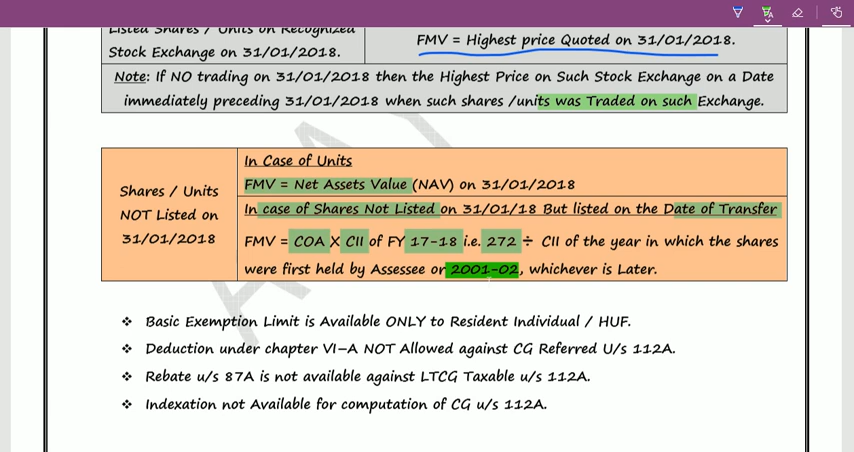 Listed Shares / Units on Recognized
Stock Exchange on 31/01/2018.
FMV = Highest price Quoted on 31/01/2018.
Note: If NO trading on 31/01/2018 then the Highest Price on Such Stock Exchange on a Date
immediately preceding 31/01/2018 when such shares /units was Traded on such Exchange.
Shares / Units
NOT Listed on
31/01/2018
In Case of Units
FMV = Net Assets Value (NAV) on 31/01/2018
In case of Shares Not Listed on 31/01/18 But listed on the Date of Transfer
FMV = COA X CII of FY 17-18 i.e. 272 ÷ CII of the year in which the shares
were first held by Assessee or 2001-02, whichever is Later.
❖ Basic Exemption Limit is Available ONLY to Resident Individual / HUF.
❖ Deduction under chapter VI-A NOT Allowed against CG Referred U/s 112A.
❖ Rebate u/s 87A is not available against LTCG Taxable u/s 112A.
❖ Indexation not Available for computation of CG u/s 112A.